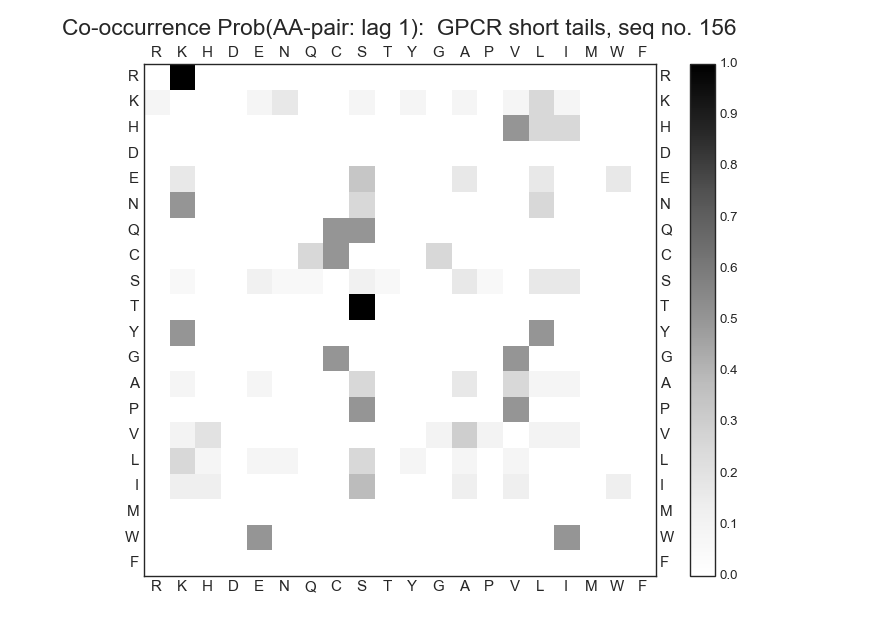 Co-occurrence Prob(AA-pair: lag 1):  GPCR short tails, seq no. 156
R K H D E N Q C S T Y G A P V L I M W F
R R
K K
H H
D D
E E
N N
Q Q
C C
S S
T T
Y Y
G G
A A
P P
V V
L L
I I
M M
W W
F F
R K H D E N Q C S T Y G A P V L I M W F
1.0
0.9
0.8
0.7
0.6
0.5
0.4
0.3
0.2
0.1
0.0